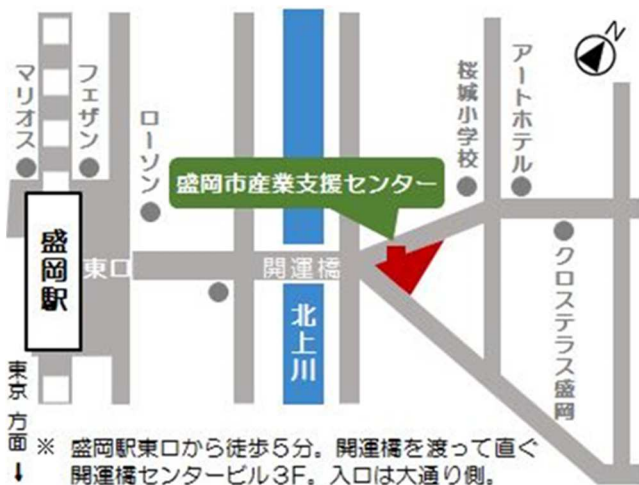 N
マリオス
フェザン
ローソン
桜城小学校
アートホテル
盛岡市産業支援センター
盛岡駅
東口
開運橋
北上川
クロステラス盛岡
東京方面
↓
※ 盛岡駅東口から徒歩5分。開運橋を渡って直ぐ
開運橋センタービル3F。入口は大通り側。